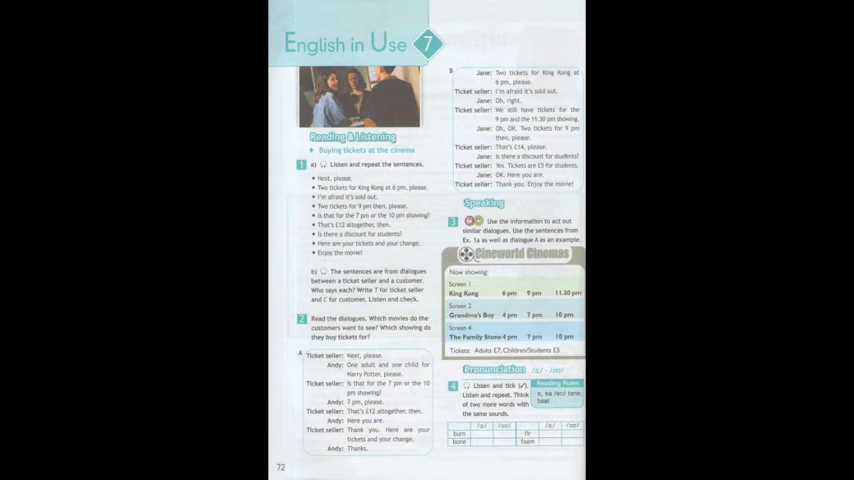 English in Use 7
Reading & Listening
Buying tickets at the cinema
1 a) Listen and repeat the sentences.
• Next, please.
• Two tickets for King Kong at 6 pm, please.
• I'm afraid it's sold out.
• Two tickets for 9 pm then, please.
• Is that for the 7 pm or the 10 pm showing?
• That's £12 altogether, then.
• Is there a discount for students?
• Here are your tickets and your change.
• Enjoy the movie!
b) The sentences are from dialogues
between a ticket seller and a customer.
Who says each? Write T for ticket seller
and C for customer. Listen and check.
2 Read the dialogues. Which movies do the
customers want to see? Which showing do
they buy tickets for?
A Ticket seller: Next, please.
Andy: One adult and one child for
Harry Potter, please.
Ticket seller: Is that for the 7 pm or the 10
pm showing?
Andy: 7 pm, please.
Ticket seller: That's £12 altogether, then.
Andy: Here you are.
Ticket seller: Thank you. Here are your
tickets and your change.
Andy: Thanks.
72
B Jane: Two tickets for King Kong at
6 pm, please.
Ticket seller: I'm afraid it's sold out.
Jane: Oh, right.
Ticket seller: We still have tickets for the
9 pm and the 11.30 pm showing.
Jane: Oh, OK. Two tickets for 9 pm
then, please.
Ticket seller: That's £14, please.
Jane: Is there a discount for students?
Ticket seller: Yes. Tickets are £5 for students.
Jane: OK. Here you are.
Ticket seller: Thank you. Enjoy the movie!
Speaking
3 Use the information to act out
similar dialogues. Use the sentences from
Ex. 1a as well as dialogue A as an example.
Cineworld Cinemas
Now showing:
Screen 1
King Kong 6 pm 9 pm 11.30 pm
Screen 2
Grandma's Boy 4 pm 7 pm 10 pm
Screen 4
The Family Stone 4 pm 7 pm 10 pm
Tickets: Adults £7, Children/Students £5
Pronunciation /ɜː/ - /oʊ/
4 Listen and tick (✓).
Listen and repeat. Think
of two more words with
the same sounds.
Reading Rules
o, oa /oʊ/ tone,
boat
/ɜː/ /oʊ/ /ɜː/ /oʊ/
burn fir
bone foam